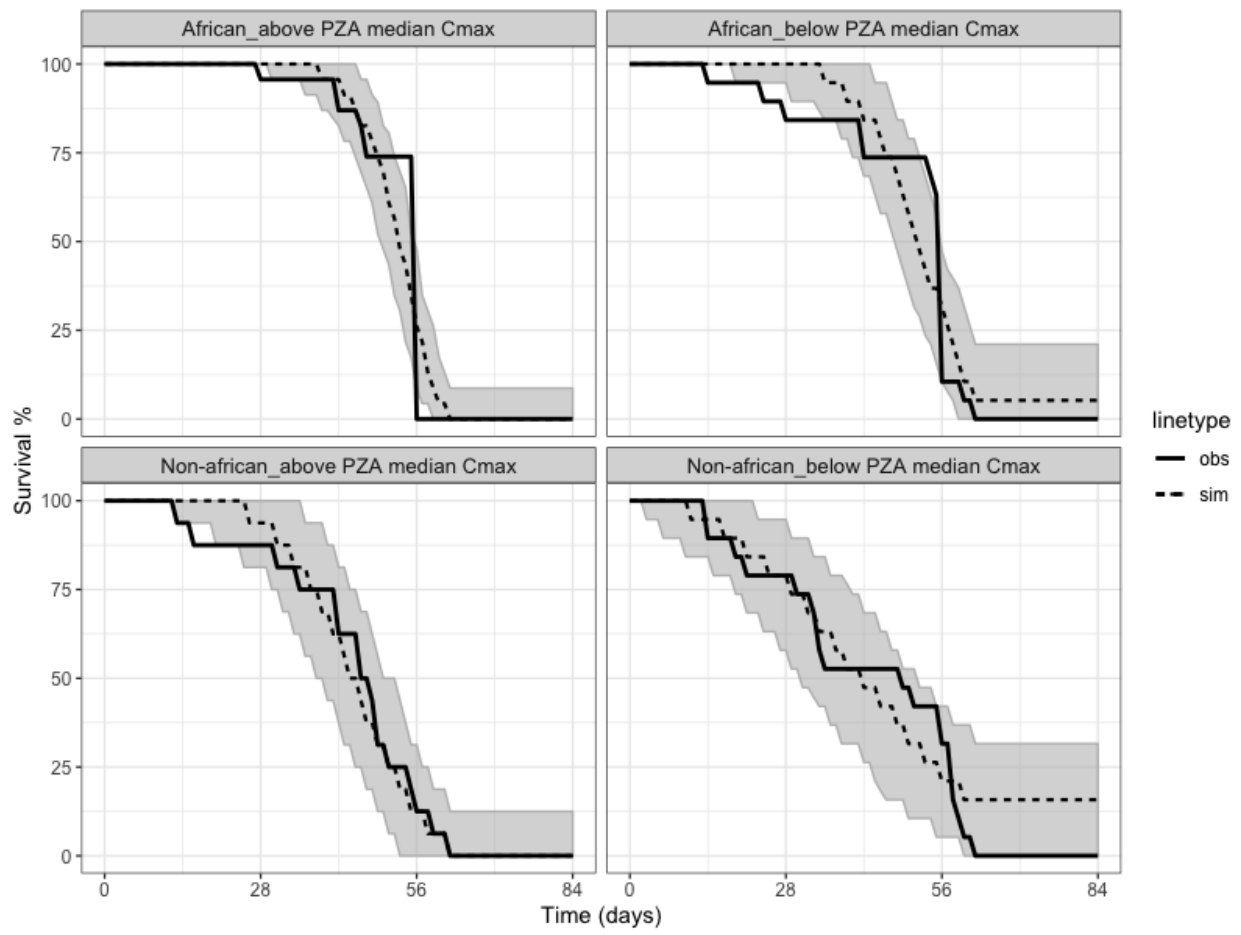 African_above PZA median Cmax
African_below PZA median Cmax
100
75
50
25
0
Non-african_above PZA median Cmax
Non-african_below PZA median Cmax
100
75
50
25
0
0 28 56 84
0 28 56 84
Time (days)
Survival %
linetype
obs
sim